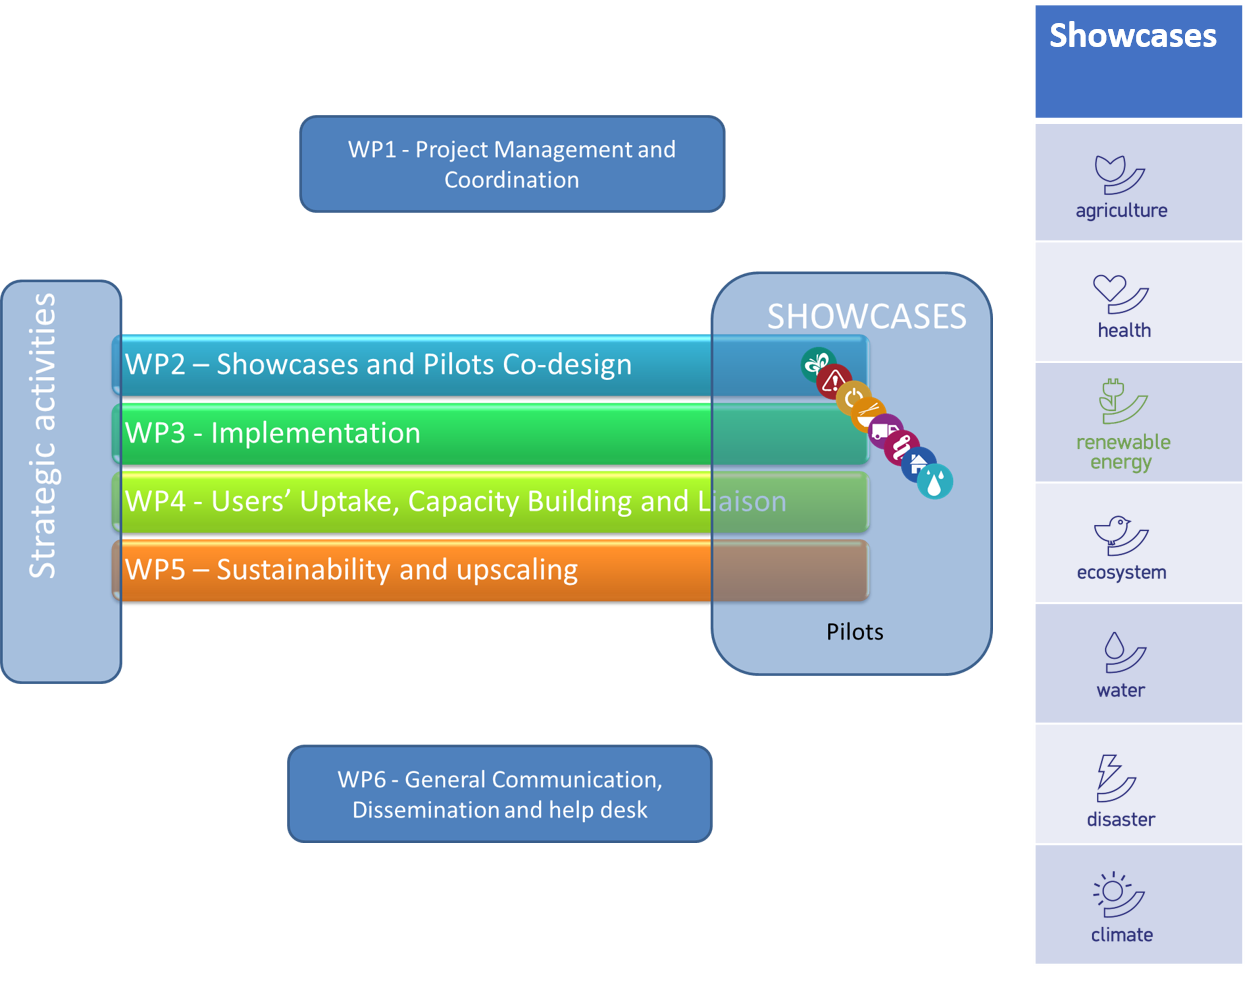 WP1 - Project Management and
Coordination
Strategic activities
SHOWCASES
WP2 – Showcases and Pilots Co-design
WP3 - Implementation
WP4 - Users’ Uptake, Capacity Building and Liaison
WP5 – Sustainability and upscaling
Pilots
WP6 - General Communication,
Dissemination and help desk
Showcases
agriculture
health
renewable
energy
ecosystem
water
disaster
climate